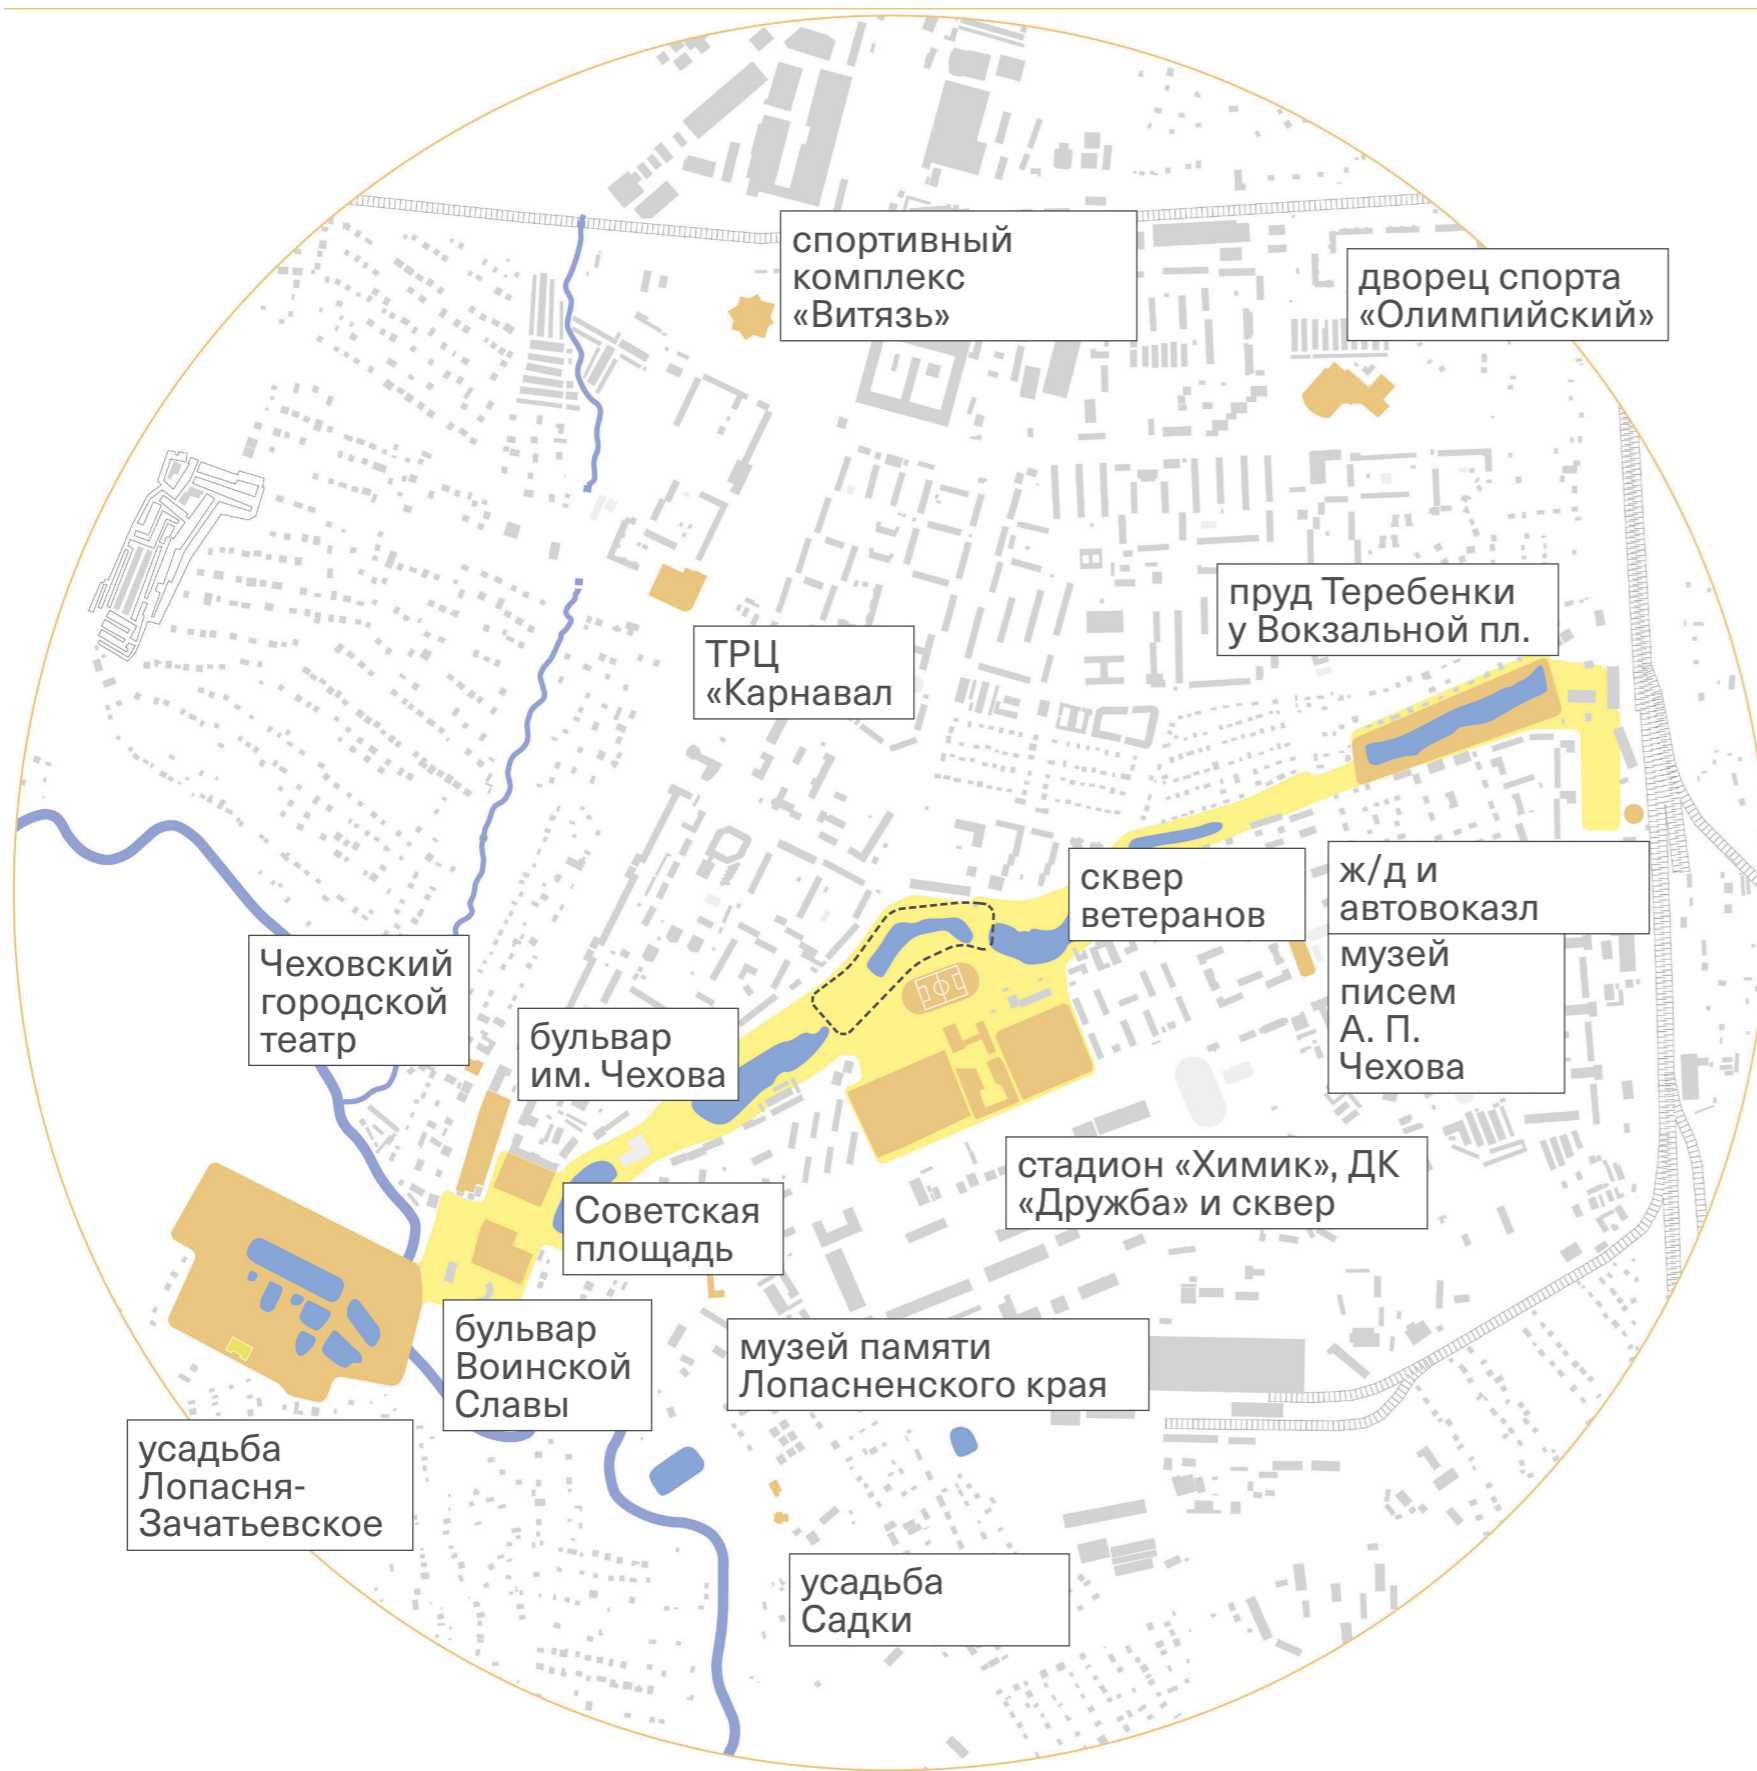 спортивный
комплекс
«Витязь»
дворец спорта
«Олимпийский»
пруд Теребенки
у Вокзальной пл.
ТРЦ
«Карнавал
сквер
ветеранов
ж/д и
автовоказл
музей
писем
А. П.
Чехова
Чеховский
городской
театр
бульвар
им. Чехова
стадион «Химик», ДК
«Дружба» и сквер
Советская
площадь
бульвар
Воинской
Славы
музей памяти
Лопасненского края
усадьба
Лопасня-
Зачатьевское
усадьба
Садки